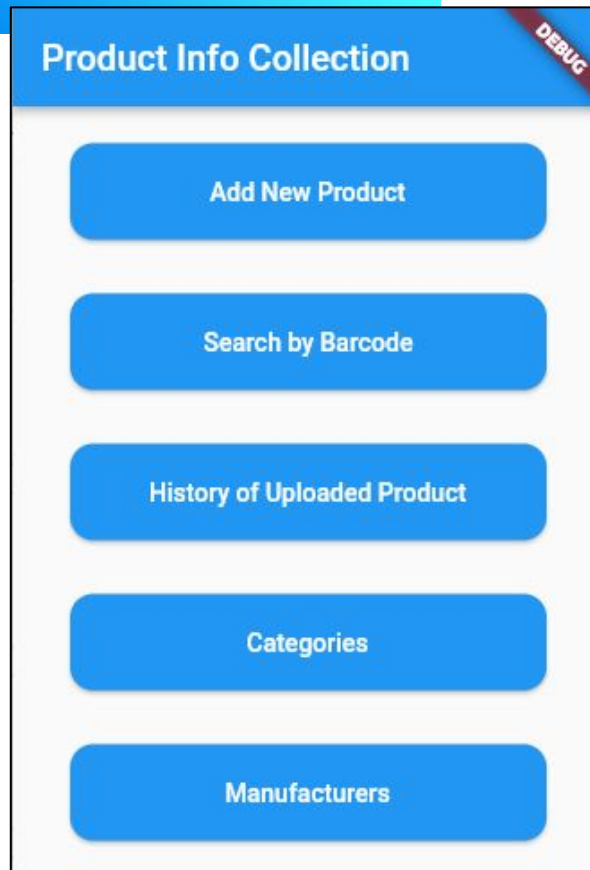 Product Info Collection
DEBUG
Add New Product
Search by Barcode
History of Uploaded Product
Categories
Manufacturers